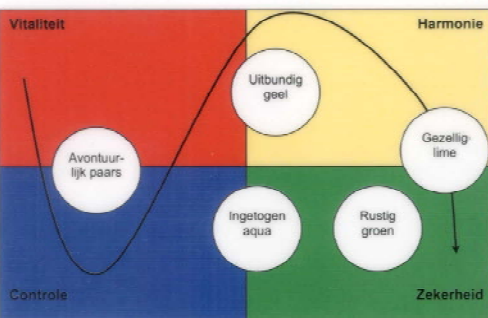 Vitaliteit
Harmonie
Uitbundig
geel
Avontuur-
lijk paars
Gezellig-
lime
Ingetogen
aqua
Rustig
groen
Controle
Zekerheid